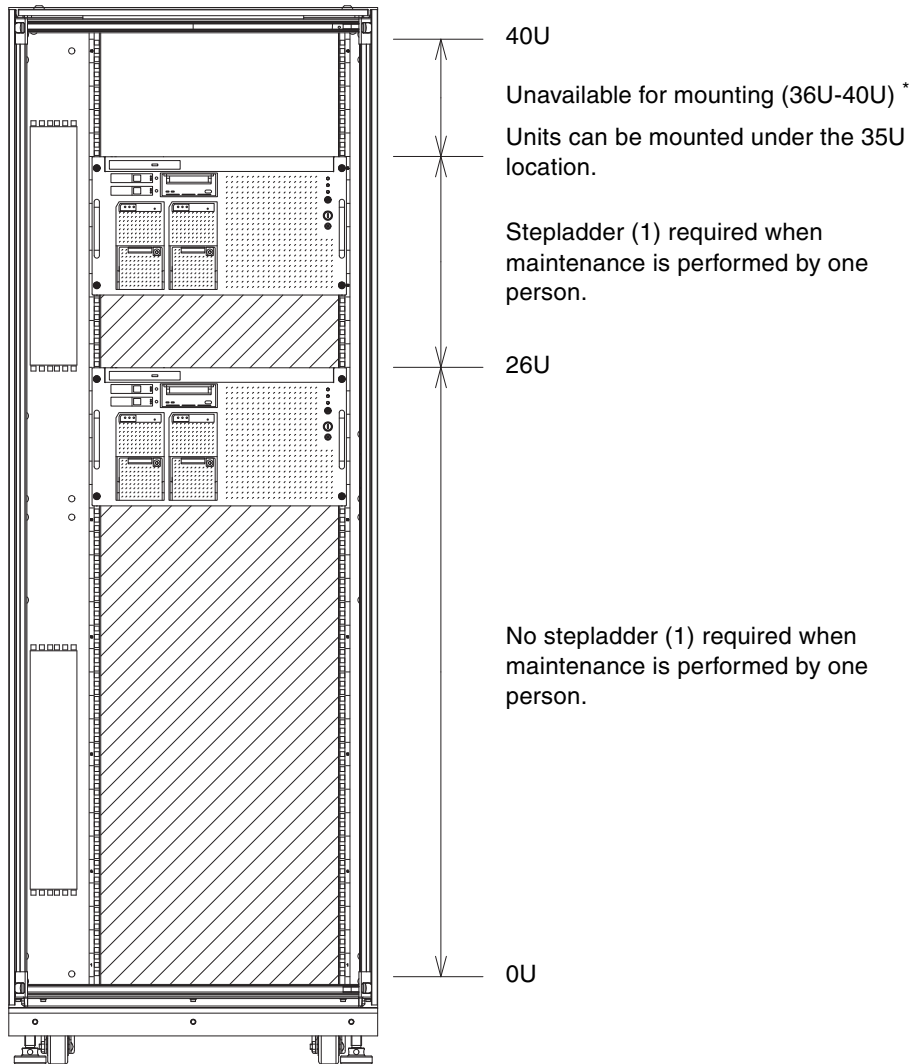 40U
Unavailable for mounting (36U-40U) *
Units can be mounted under the 35U
location.
Stepladder (1) required when
maintenance is performed by one
person.
26U
No stepladder (1) required when
maintenance is performed by one
person.
0U